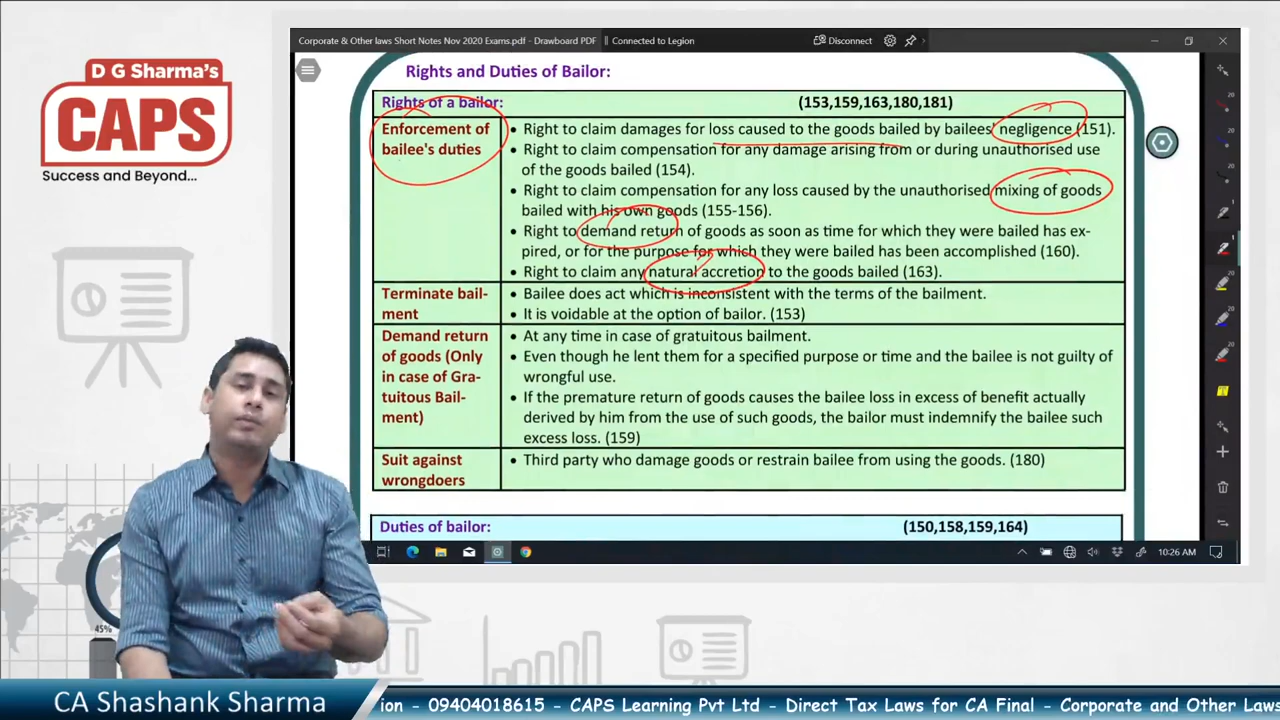 D G Sharma's
CAPS
Success and Beyond...
Corporate & Other laws Short Notes Nov 2020 Exams.pdf - Drawboard PDF
Connected to Legion
Disconnect
Rights and Duties of Bailor:
Rights of a bailor: (153,159,163,180,181)
Enforcement of
bailee's duties
• Right to claim damages for loss caused to the goods bailed by bailees' negligence (151).
• Right to claim compensation for any damage arising from or during unauthorised use
of the goods bailed (154).
• Right to claim compensation for any loss caused by the unauthorised mixing of goods
bailed with his own goods (155-156).
• Right to demand return of goods as soon as time for which they were bailed has ex-
pired, or for the purpose for which they were bailed has been accomplished (160).
• Right to claim any natural accretion to the goods bailed (163).
Terminate bail-
ment
• Bailee does act which is inconsistent with the terms of the bailment.
• It is voidable at the option of bailor. (153)
Demand return
of goods (Only
in case of Gra-
tuitous Bail-
ment)
• At any time in case of gratuitous bailment.
• Even though he lent them for a specified purpose or time and the bailee is not guilty of
wrongful use.
• If the premature return of goods causes the bailee loss in excess of benefit actually
derived by him from the use of such goods, the bailor must indemnify the bailee such
excess loss. (159)
Suit against
wrongdoers
• Third party who damage goods or restrain bailee from using the goods. (180)
Duties of bailor: (150,158,159,164)
10:26 AM
45%
CA Shashank Sharma
ion - 09404018615 - CAPS Learning Pvt Ltd - Direct Tax Laws for CA Final - Corporate and Other Laws